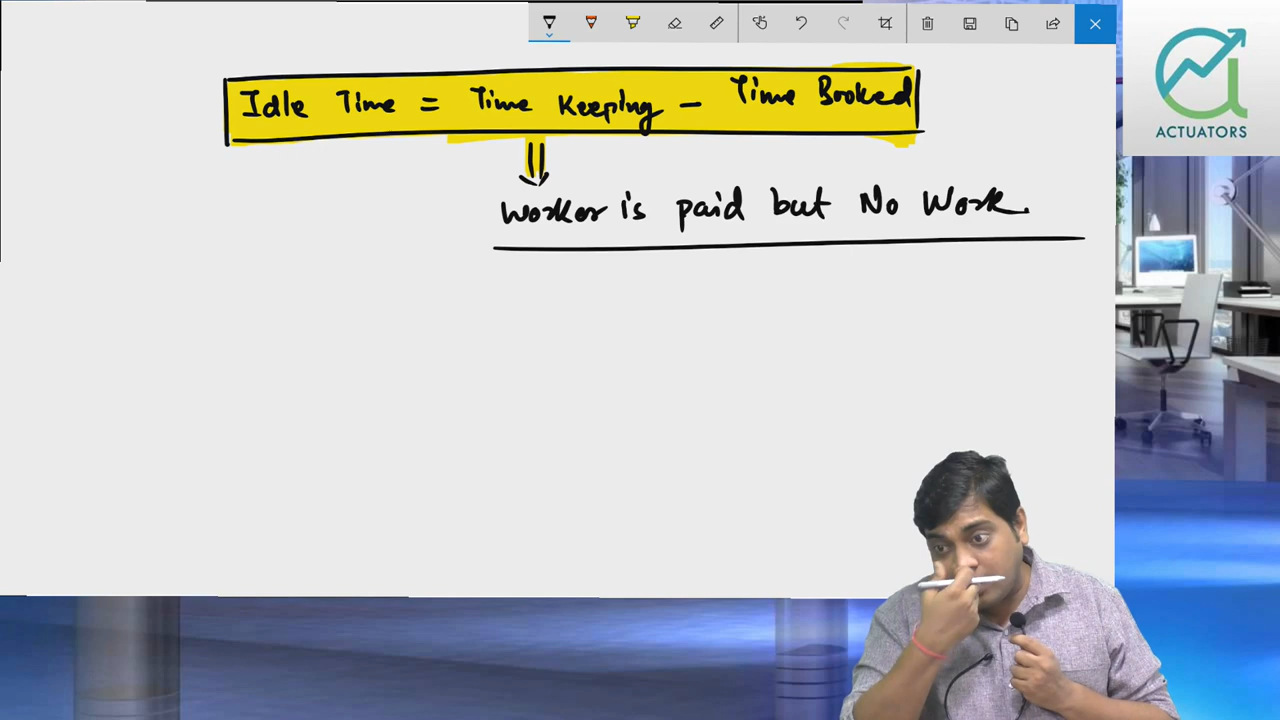 Idle Time = Time Keeping - Time Booked
Worker is paid but No Work.
ACTUATORS